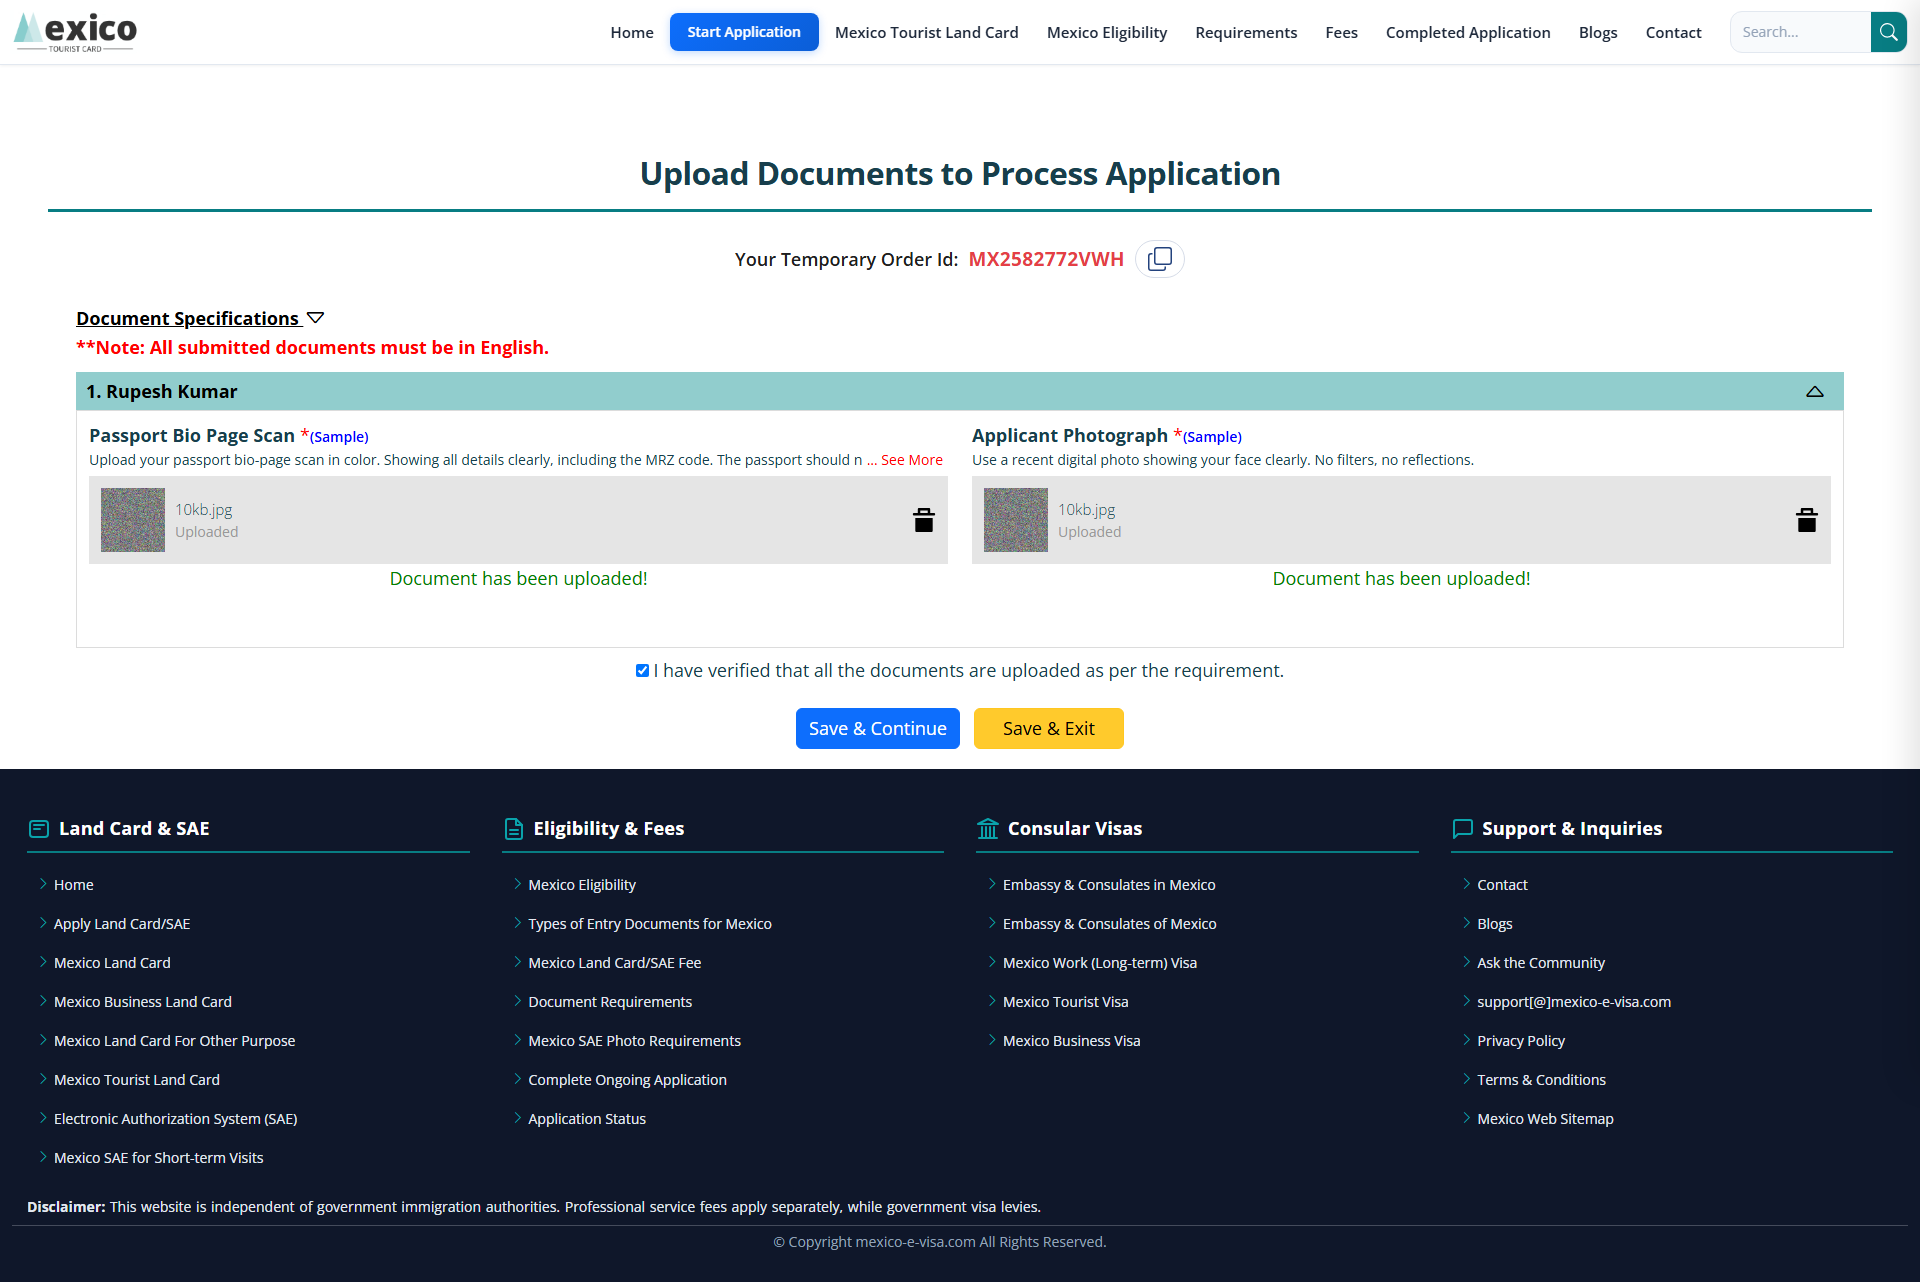 Mexico
TOURIST CARD
Home
Start Application
Mexico Tourist Land Card
Mexico Eligibility
Requirements
Fees
Completed Application
Blogs
Contact
Search...
Upload Documents to Process Application
Your Temporary Order Id: MX2582772VWH
Document Specifications
**Note: All submitted documents must be in English.
1. Rupesh Kumar
Passport Bio Page Scan *(Sample)
Upload your passport bio-page scan in color. Showing all details clearly, including the MRZ code. The passport should n ... See More
10kb.jpg
Uploaded
Document has been uploaded!
Applicant Photograph *(Sample)
Use a recent digital photo showing your face clearly. No filters, no reflections.
10kb.jpg
Uploaded
Document has been uploaded!
I have verified that all the documents are uploaded as per the requirement.
Save & Continue
Save & Exit
Land Card & SAE
Home
Apply Land Card/SAE
Mexico Land Card
Mexico Business Land Card
Mexico Land Card For Other Purpose
Mexico Tourist Land Card
Electronic Authorization System (SAE)
Mexico SAE for Short-term Visits
Eligibility & Fees
Mexico Eligibility
Types of Entry Documents for Mexico
Mexico Land Card/SAE Fee
Document Requirements
Mexico SAE Photo Requirements
Complete Ongoing Application
Application Status
Consular Visas
Embassy & Consulates in Mexico
Embassy & Consulates of Mexico
Mexico Work (Long-term) Visa
Mexico Tourist Visa
Mexico Business Visa
Support & Inquiries
Contact
Blogs
Ask the Community
support[@]mexico-e-visa.com
Privacy Policy
Terms & Conditions
Mexico Web Sitemap
Disclaimer: This website is independent of government immigration authorities. Professional service fees apply separately, while government visa levies.
© Copyright mexico-e-visa.com All Rights Reserved.